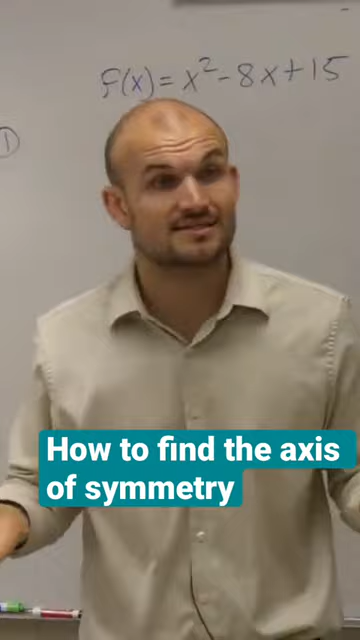 f(x) = x² - 8x + 15
①
How to find the axis
of symmetry